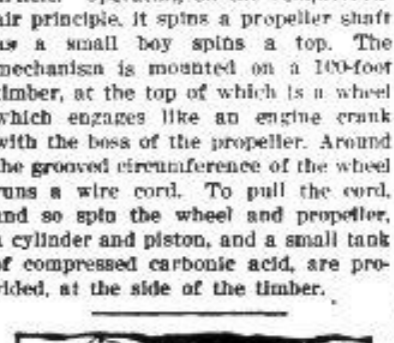 air principle, it spins a propeller shaft
as a small boy spins a top. The
mechanism is mounted on a 100-foot
timber, at the top of which is a wheel
which engages like an engine crank
with the boss of the propeller. Around
the grooved circumference of the wheel
runs a wire cord. To pull the cord,
and so spin the wheel and propeller,
a cylinder and piston, and a small tank
of compressed carbonic acid, are pro-
vided, at the side of the timber.